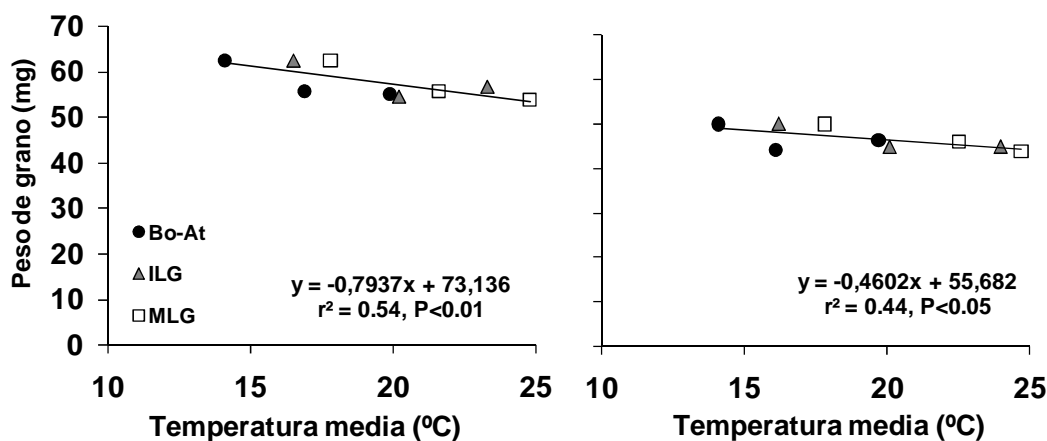 Peso de grano (mg)
70
60
50
40
30
20
10
0
Bo-At
ILG
MLG
y = -0,7937x + 73,136
r² = 0.54, P<0.01
10 15 20 25
Temperatura media (ºC)
y = -0,4602x + 55,682
r² = 0.44, P<0.05
10 15 20 25
Temperatura media (ºC)